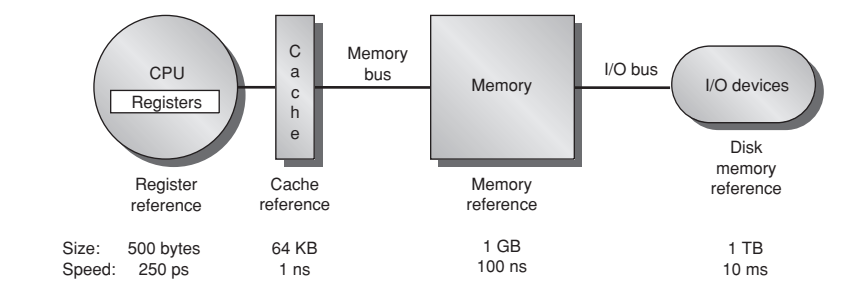 CPU
Registers
Cache
Memory
bus
Memory
I/O bus
I/O devices
Register
reference
Cache
reference
Memory
reference
Disk
memory
reference
Size: 500 bytes 64 KB 1 GB 1 TB
Speed: 250 ps 1 ns 100 ns 10 ms